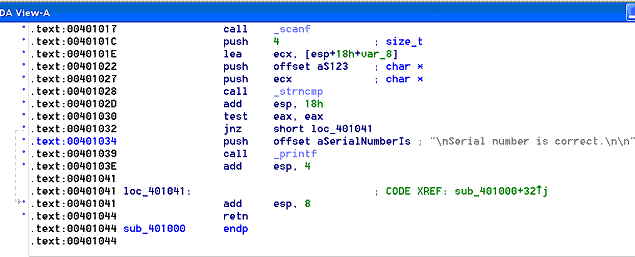 DA View-A
.text:00401017 call _scanf
.text:0040101C push 4 ; size_t
.text:0040101E lea ecx, [esp+18h+var_8]
.text:00401022 push offset aS123 ; char *
.text:00401027 push ecx ; char *
.text:00401028 call _strncmp
.text:0040102D add esp, 18h
.text:00401030 test eax, eax
.text:00401032 jnz short loc_401041
.text:00401034 push offset aSerialNumberIs ; "\nSerial number is correct.\n\n"
.text:00401039 call _printf
.text:0040103E add esp, 4
.text:00401041
.text:00401041 loc_401041: ; CODE XREF: sub_401000+32↑j
.text:00401041 add esp, 8
.text:00401044 retn
.text:00401044 sub_401000 endp
.text:00401044